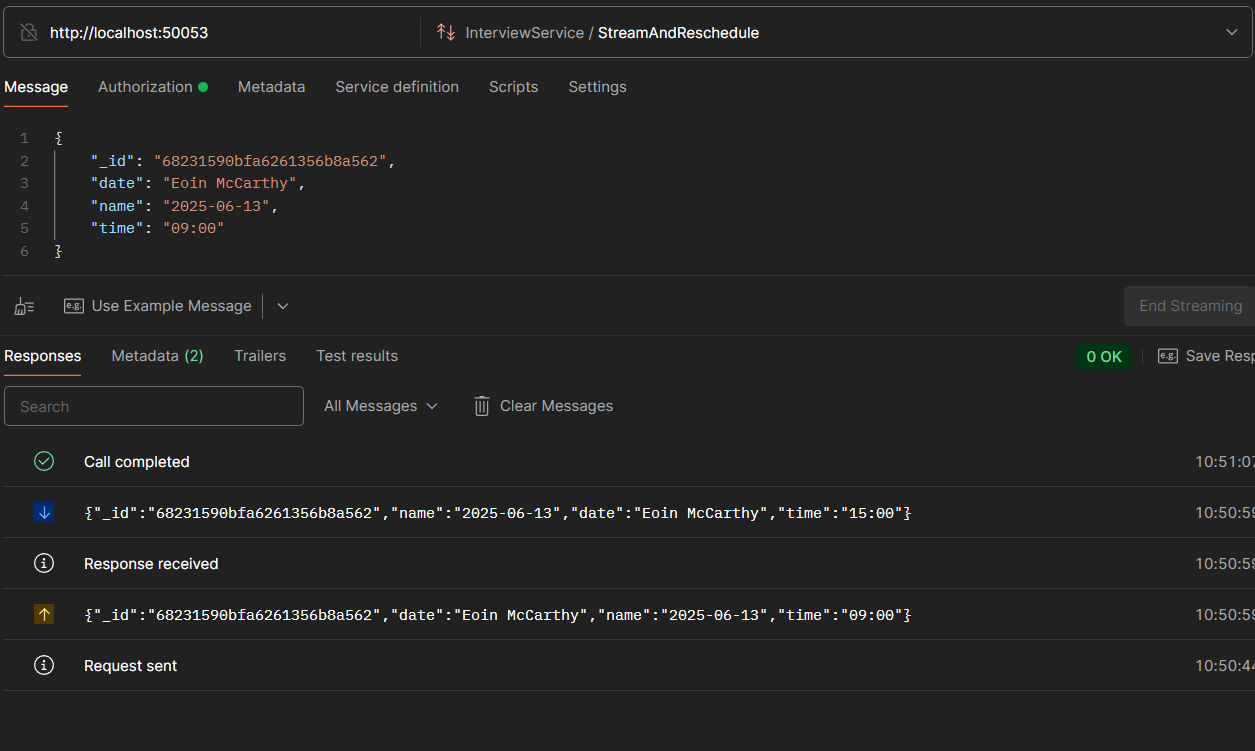 http://localhost:50053 InterviewService / StreamAndReschedule
Message Authorization Metadata Service definition Scripts Settings
1 {
2 "_id": "68231590bfa6261356b8a562",
3 "date": "Eoin McCarthy",
4 "name": "2025-06-13",
5 "time": "09:00"
6 }
e.g. Use Example Message End Streaming
Responses Metadata (2) Trailers Test results 0 OK e.g. Save Resp
Search All Messages Clear Messages
Call completed 10:51:07
{"_id":"68231590bfa6261356b8a562","name":"2025-06-13","date":"Eoin McCarthy","time":"15:00"} 10:50:59
Response received 10:50:59
{"_id":"68231590bfa6261356b8a562","date":"Eoin McCarthy","name":"2025-06-13","time":"09:00"} 10:50:59
Request sent 10:50:44